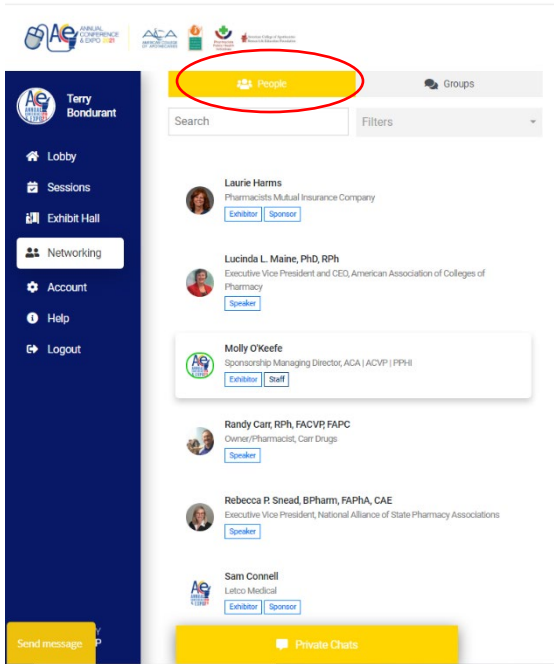 Ae ANNUAL
CONFERENCE
& EXPO 2021
ACA
People
Groups
Terry
Bondurant
Search
Filters
Lobby
Sessions
Exhibit Hall
Networking
Account
Help
Logout
Laurie Harms
Pharmacists Mutual Insurance Company
Exhibitor Sponsor
Lucinda L. Maine, PhD, RPh
Executive Vice President and CEO, American Association of Colleges of
Pharmacy
Speaker
Molly O'Keefe
Sponsorship Managing Director, ACA | ACVP | PPHI
Exhibitor Staff
Randy Carr, RPh, FACVP, FAPC
Owner/Pharmacist, Carr Drugs
Speaker
Rebecca P. Snead, BPharm, FAPhA, CAE
Executive Vice President, National Alliance of State Pharmacy Associations
Speaker
Sam Connell
Letco Medical
Exhibitor Sponsor
Send message
Private Chats